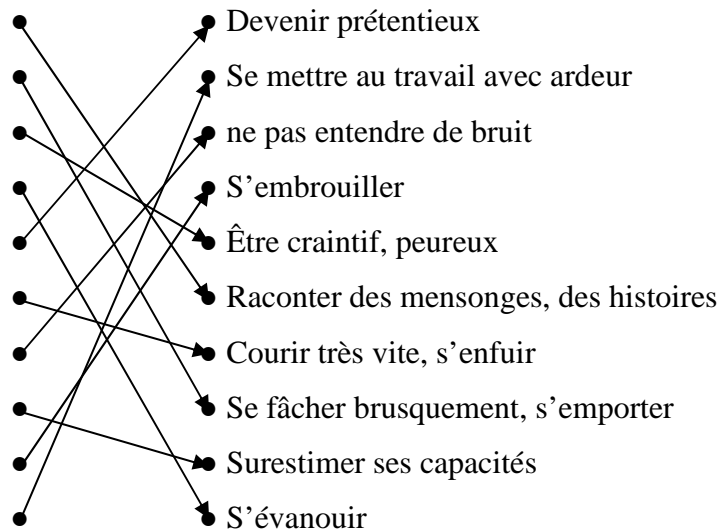 Devenir prétentieux
Se mettre au travail avec ardeur
ne pas entendre de bruit
S’embrouiller
Être craintif, peureux
Raconter des mensonges, des histoires
Courir très vite, s’enfuir
Se fâcher brusquement, s’emporter
Surestimer ses capacités
S’évanouir